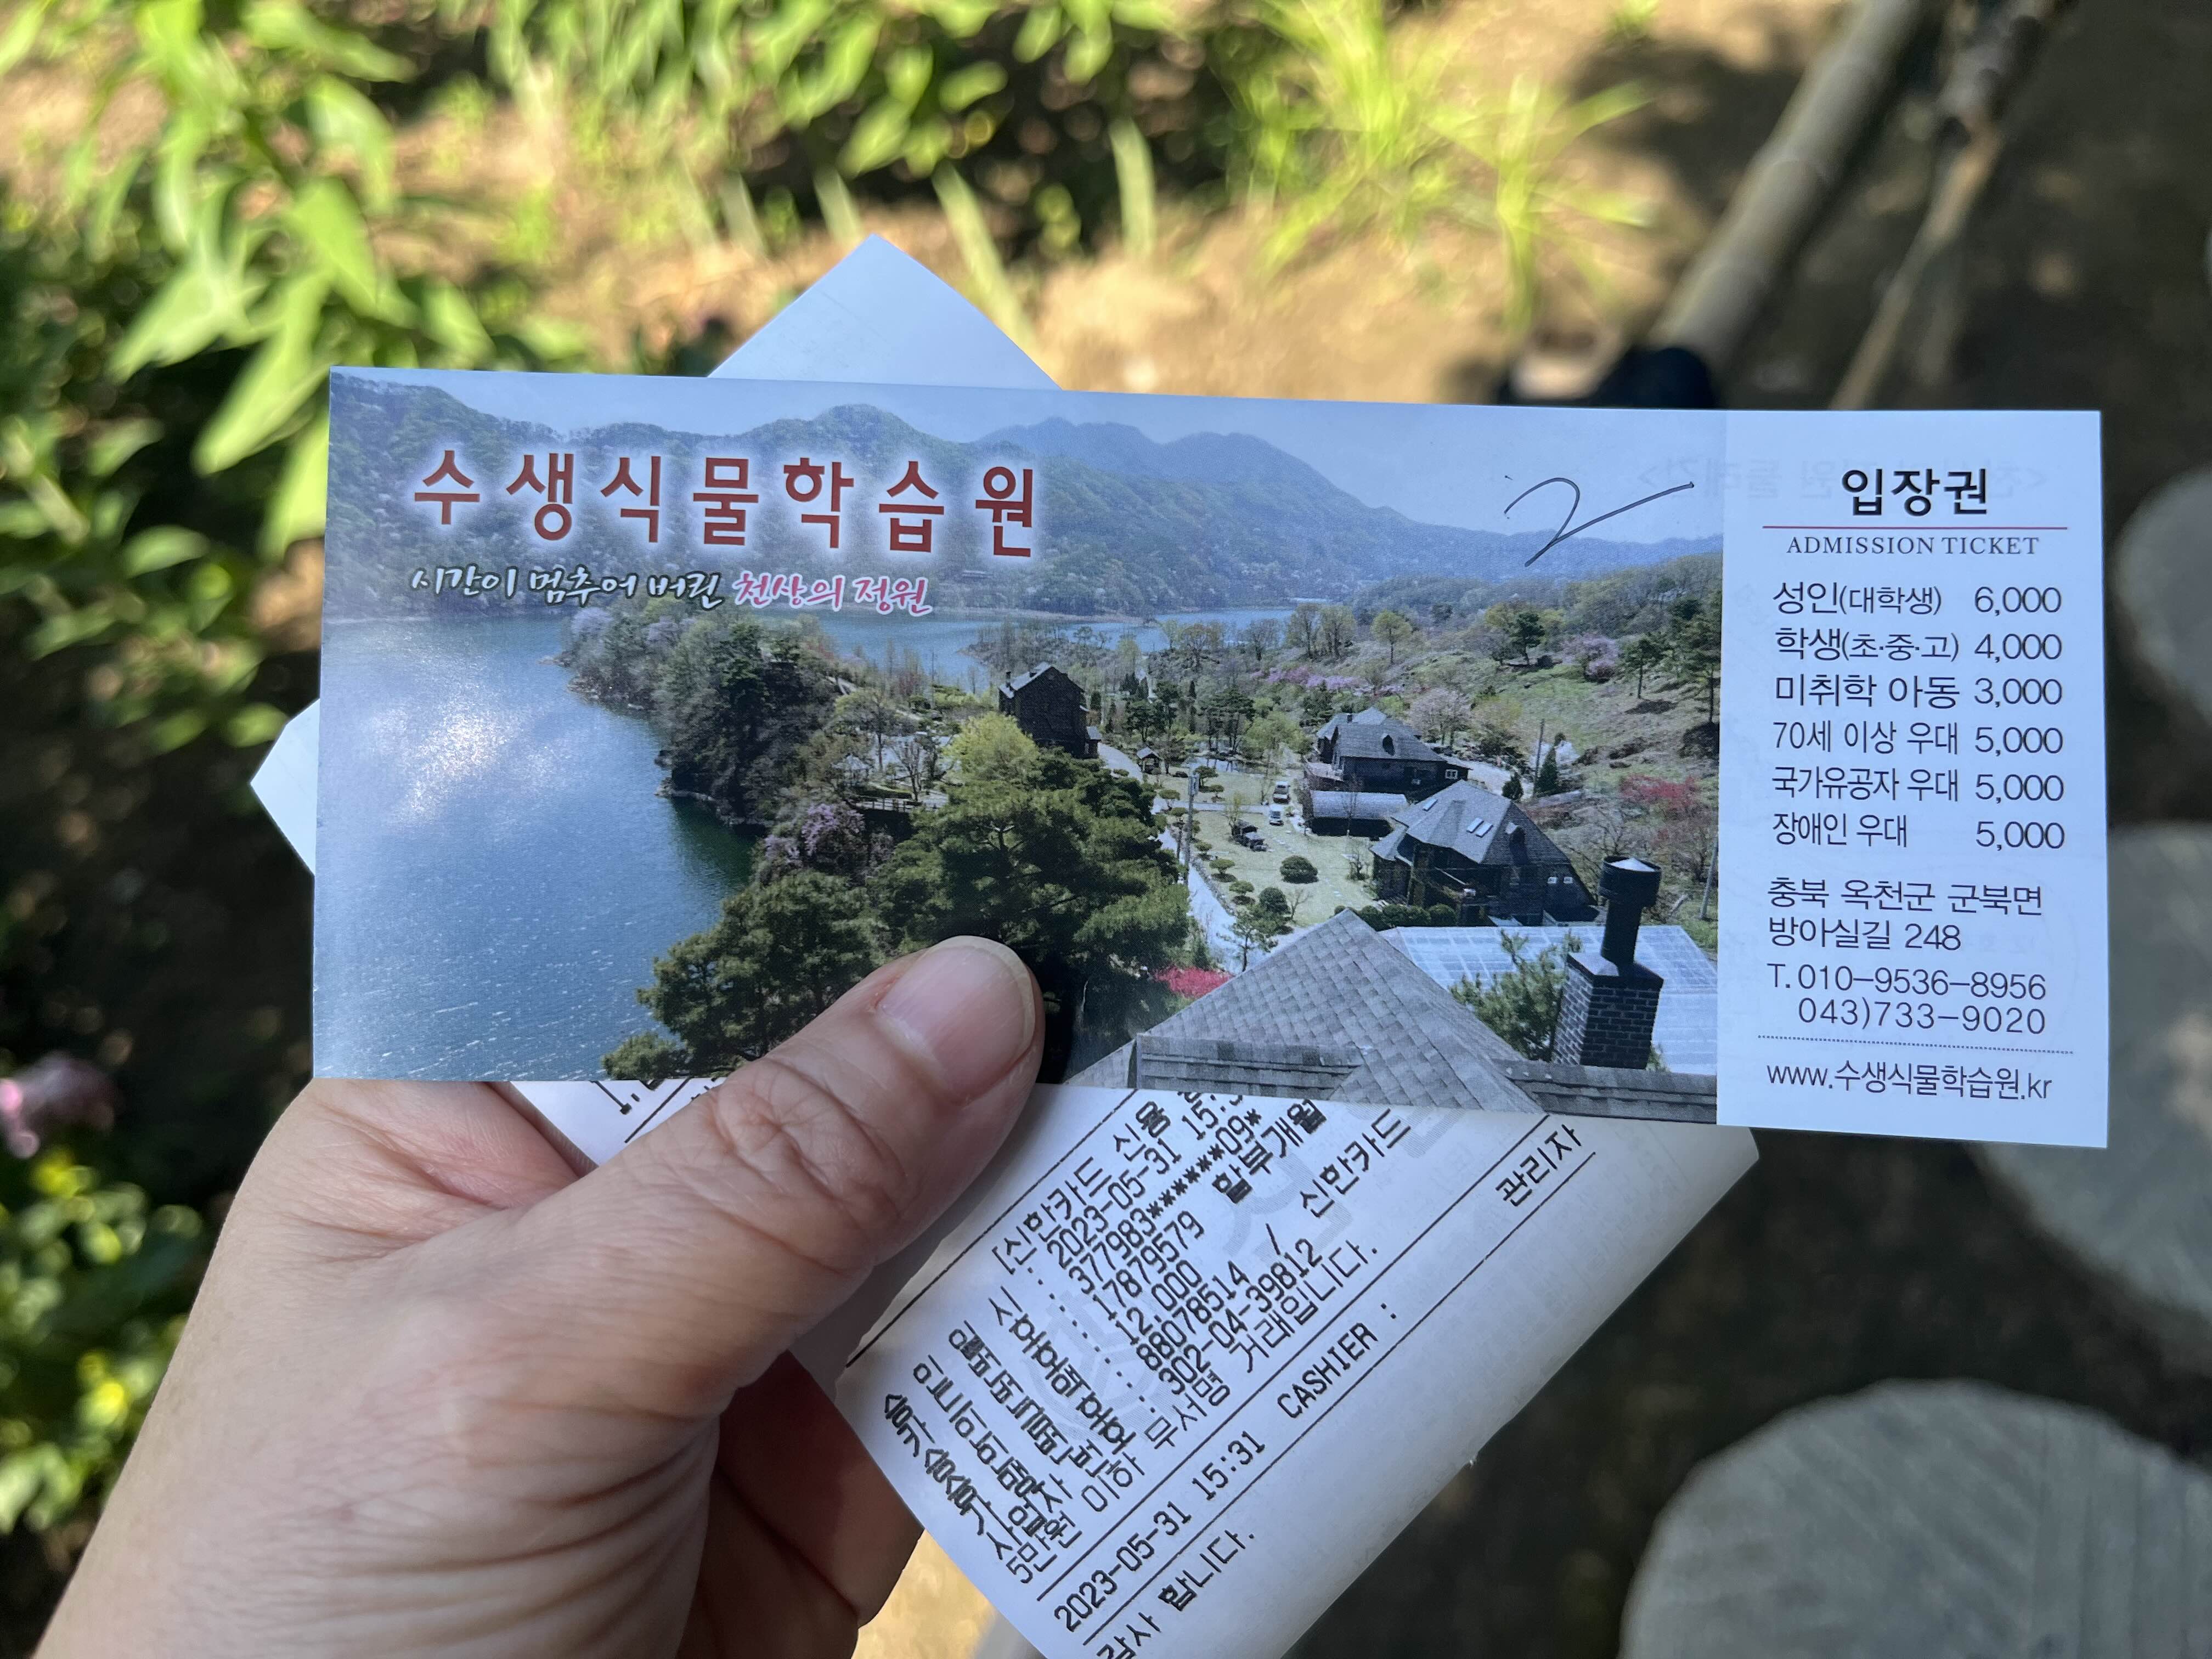 수생식물학습원
시간이 멈추어 버린 천상의 정원
2
입장권
ADMISSION TICKET
성인(대학생) 6,000
학생(초·중·고) 4,000
미취학 아동 3,000
70세 이상 우대 5,000
국가유공자 우대 5,000
장애인 우대 5,000
충북 옥천군 군북면
방아실길 248
T.010-9536-8956
043)733-9020
www.수생식물학습원.kr
[신한카드 신용
: 2023-05-31 15:3
: 377983******09*
: 17879579 할부개월
: 12,000
: 88078514 / 신한카드
: 302-04-39812
5만원 이하 무서명 거래입니다.
2023-05-31 15:31 CASHIER : 관리자
감사 합니다.